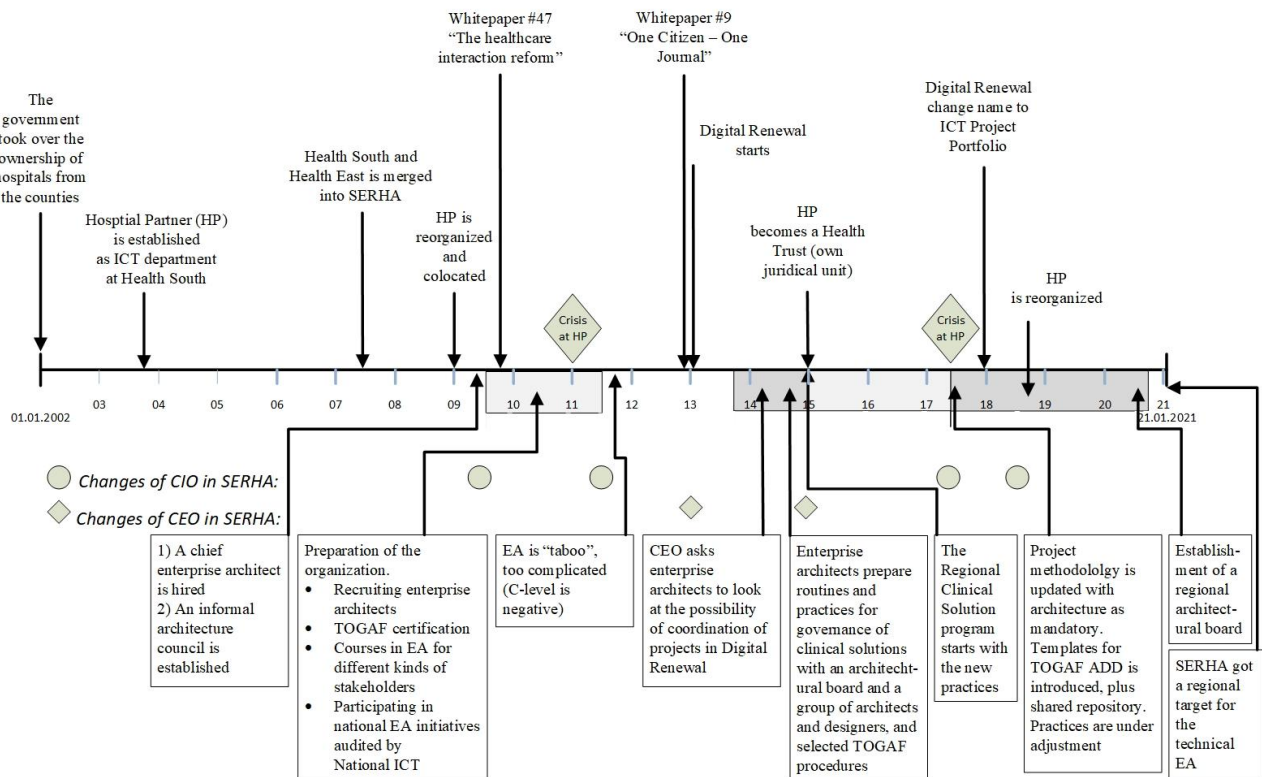 Whitepaper #47
“The healthcare
interaction reform”
Whitepaper #9
“One Citizen – One
Journal”
The
government
took over the
ownership of
hospitals from
the counties
Hosptial Partner (HP)
is established
as ICT department
at Health South
Health South and
Health East is merged
into SERHA
HP is
reorganized
and
colocated
Digital Renewal
starts
HP
becomes a Health
Trust (own
juridical unit)
Digital Renewal
change name to
ICT Project
Portfolio
HP
is reorganized
Crisis
at HP
Crisis
at HP
01.01.2002
03 04 05 06 07 08 09 10 11 12 13 14 15 16 17 18 19 20 21
21.01.2021
Changes of CIO in SERHA:
Changes of CEO in SERHA:
1) A chief
enterprise architect
is hired
2) An informal
architecture
council is
established
Preparation of the
organization.
• Recruiting enterprise
architects
• TOGAF certification
• Courses in EA for
different kinds of
stakeholders
• Participating in
national EA initiatives
audited by
National ICT
EA is “taboo”,
too complicated
(C-level is
negative)
CEO asks
enterprise
architects to look
at the possibility
of coordination of
projects in Digital
Renewal
Enterprise
architects prepare
routines and
practices for
governance of
clinical solutions
with an architecht-
ural board and a
group of architects
and designers, and
selected TOGAF
procedures
The
Regional
Clinical
Solution
program
starts with
the new
practices
Project
methodololgy is
updated with
architecture as
mandatory.
Templates for
TOGAF ADD is
introduced, plus
shared repository.
Practices are under
adjustment
Establish-
ment of a
regional
architect-
ural board
SERHA got
a regional
target for
the
technical
EA